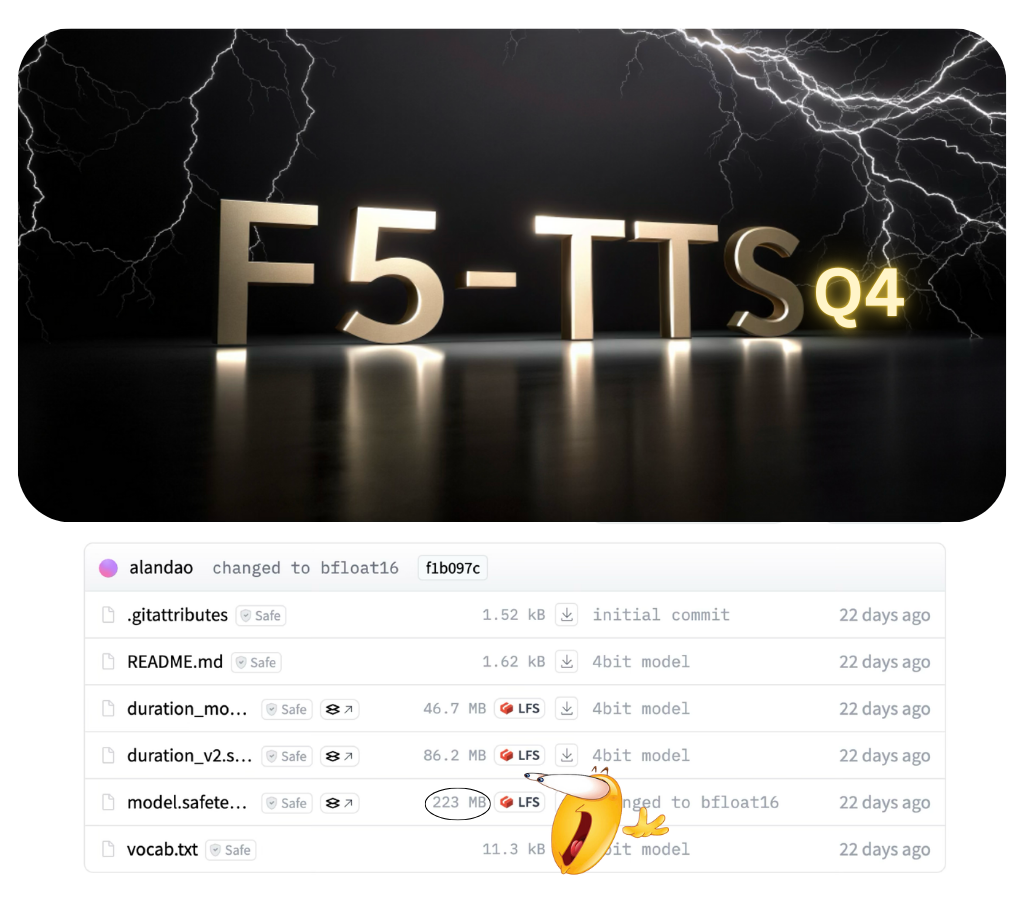 F5-TTS Q4
alandao changed to bfloat16 f1b097c
.gitattributes Safe 1.52 kB initial commit 22 days ago
README.md Safe 1.62 kB 4bit model 22 days ago
duration_mo... Safe 46.7 MB LFS 4bit model 22 days ago
duration_v2.s... Safe 86.2 MB LFS 4bit model 22 days ago
model.safete... Safe 223 MB LFS nged to bfloat16 22 days ago
vocab.txt Safe 11.3 kB bit model 22 days ago